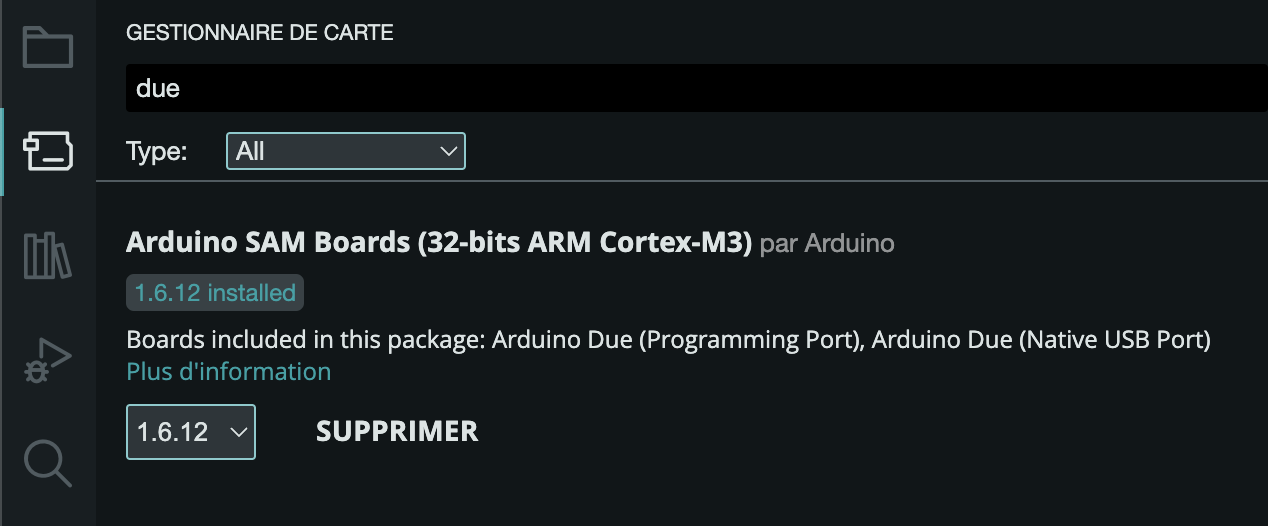 GESTIONNAIRE DE CARTE
due
Type: All
Arduino SAM Boards (32-bits ARM Cortex-M3) par Arduino
1.6.12 installed
Boards included in this package: Arduino Due (Programming Port), Arduino Due (Native USB Port)
Plus d'information
1.6.12 SUPPRIMER